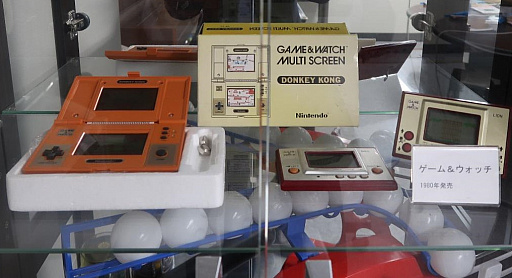 GAME&WATCH
MULTI SCREEN
DONKEY KONG
Nintendo
LION
ゲーム&ウォッチ
1980年発売